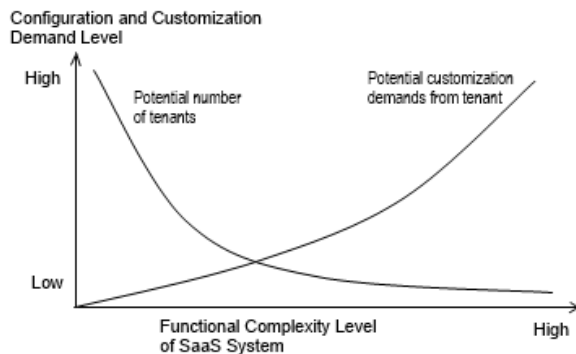 Configuration and Customization
Demand Level
High
Potential number
of tenants
Potential customization
demands from tenant
Low
Functional Complexity Level
of SaaS System
High